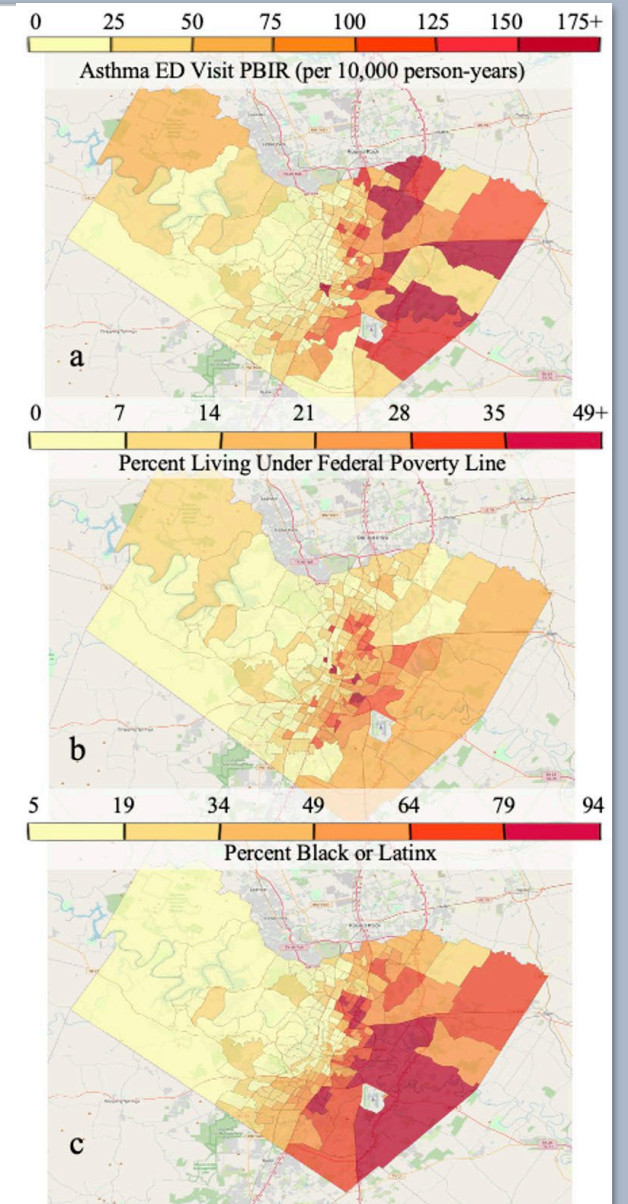 0 25 50 75 100 125 150 175+
Asthma ED Visit PBIR (per 10,000 person-years)
a
0 7 14 21 28 35 49+
Percent Living Under Federal Poverty Line
b
5 19 34 49 64 79 94
Percent Black or Latinx
c